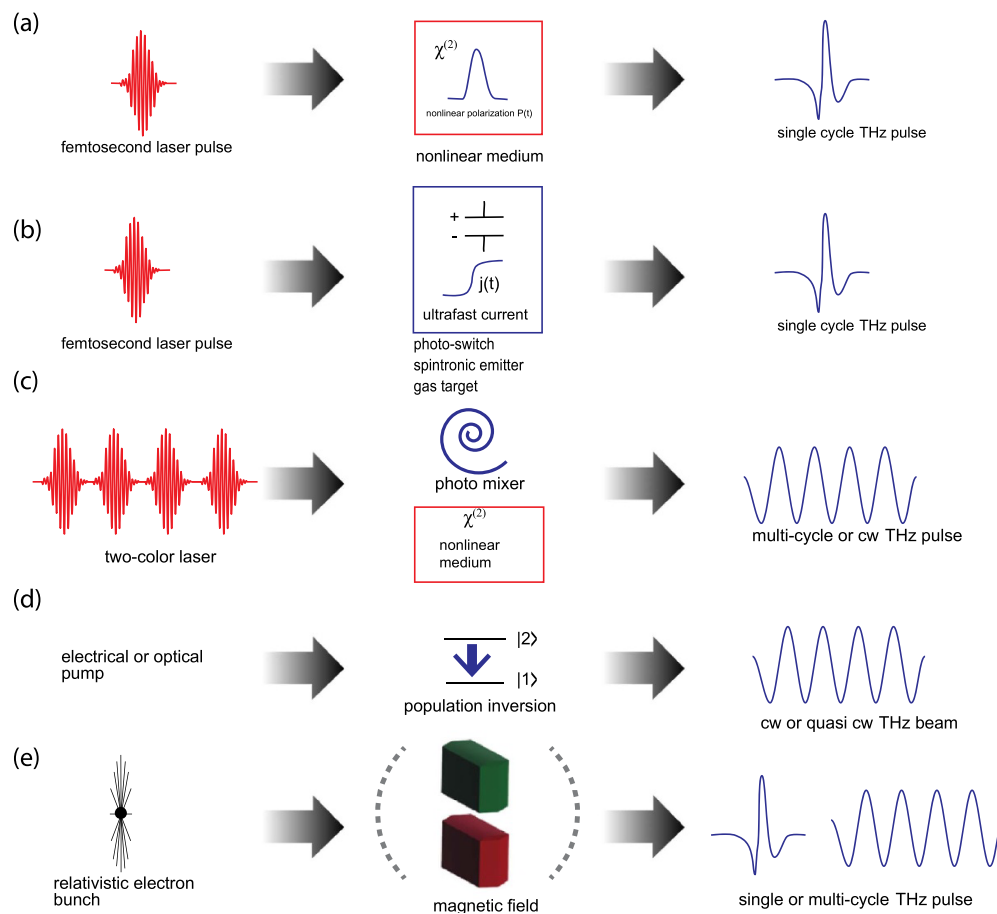 (a)
χ(2)
nonlinear polarization P(t)
femtosecond laser pulse
nonlinear medium
single cycle THz pulse
(b)
+
-
j(t)
ultrafast current
femtosecond laser pulse
photo-switch
spintronic emitter
gas target
single cycle THz pulse
(c)
photo mixer
χ(2)
nonlinear
medium
two-color laser
multi-cycle or cw THz pulse
(d)
electrical or optical
pump
|2⟩
|1⟩
population inversion
cw or quasi cw THz beam
(e)
relativistic electron
bunch
magnetic field
single or multi-cycle THz pulse